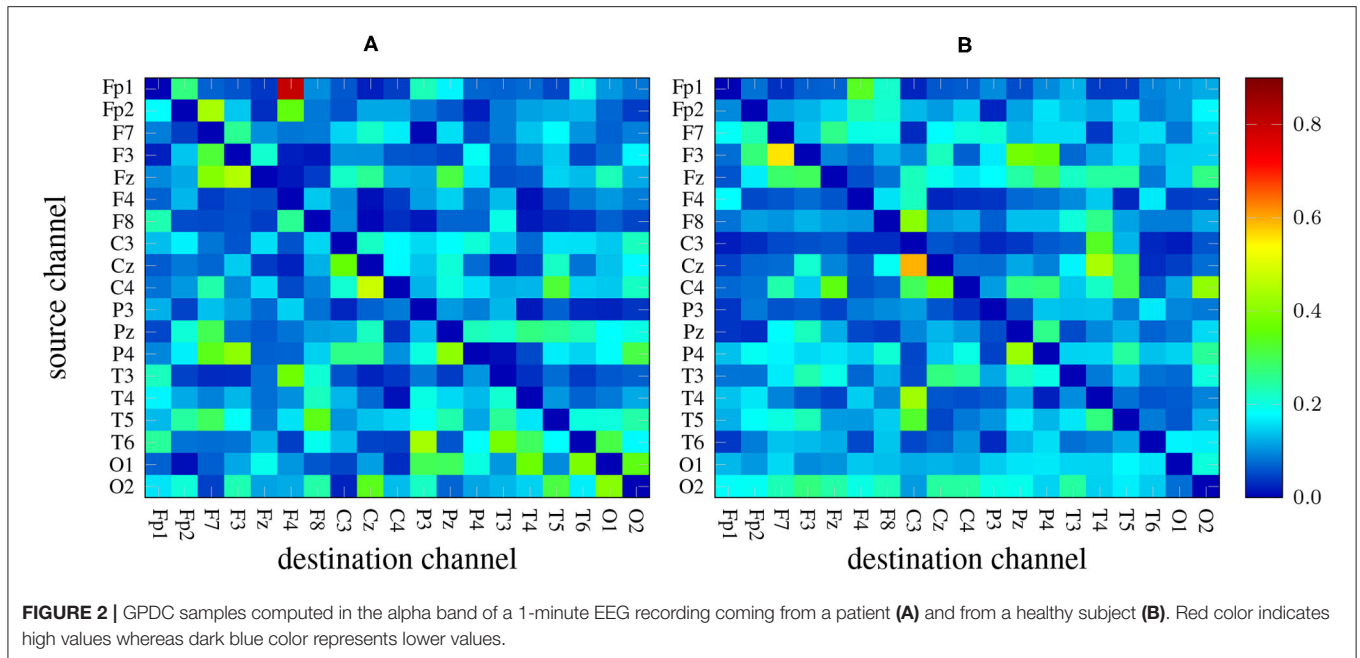 A
B
source channel
Fp1
Fp2
F7
F3
Fz
F4
F8
C3
Cz
C4
P3
Pz
P4
T3
T4
T5
T6
O1
O2
Fp1 Fp2 F7 F3 Fz F4 F8 C3 Cz C4 P3 Pz P4 T3 T4 T5 T6 O1 O2
destination channel
Fp1
Fp2
F7
F3
Fz
F4
F8
C3
Cz
C4
P3
Pz
P4
T3
T4
T5
T6
O1
O2
Fp1 Fp2 F7 F3 Fz F4 F8 C3 Cz C4 P3 Pz P4 T3 T4 T5 T6 O1 O2
destination channel
0.8
0.6
0.4
0.2
0.0
FIGURE 2 | GPDC samples computed in the alpha band of a 1-minute EEG recording coming from a patient (A) and from a healthy subject (B). Red color indicates
high values whereas dark blue color represents lower values.